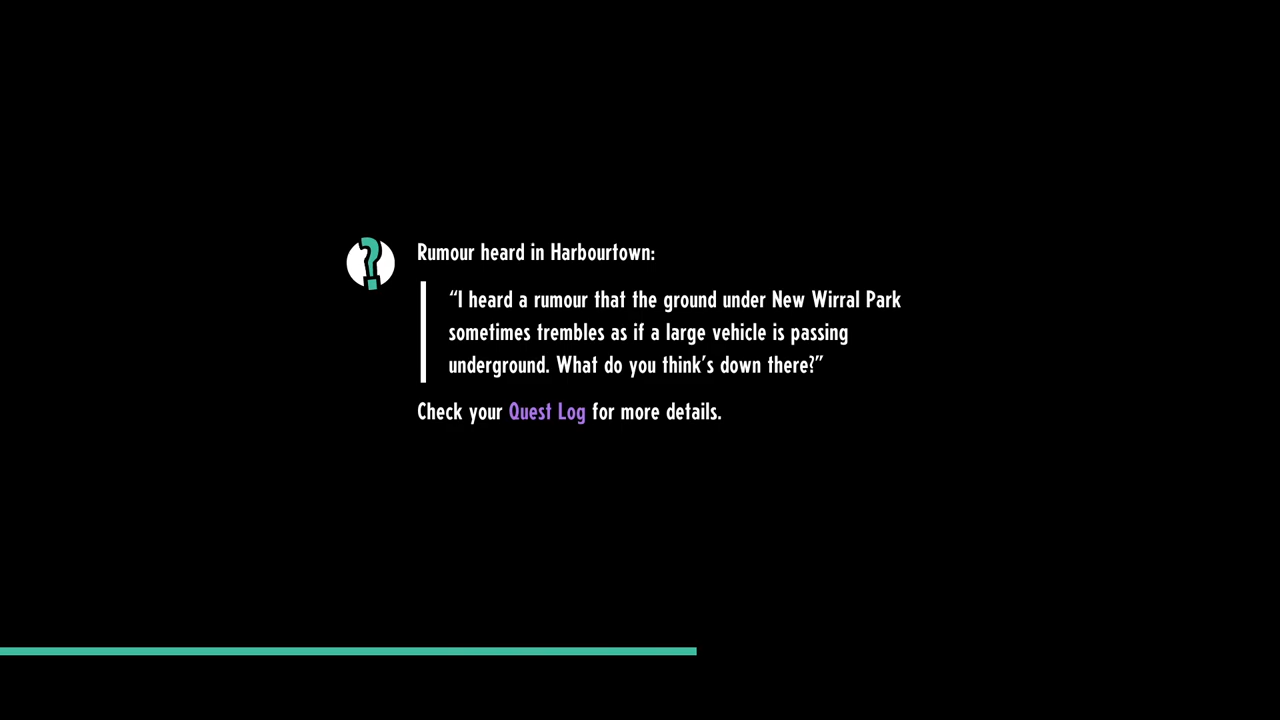 Rumour heard in Harbourtown:
“I heard a rumour that the ground under New Wirral Park
sometimes trembles as if a large vehicle is passing
underground. What do you think’s down there?”
Check your Quest Log for more details.